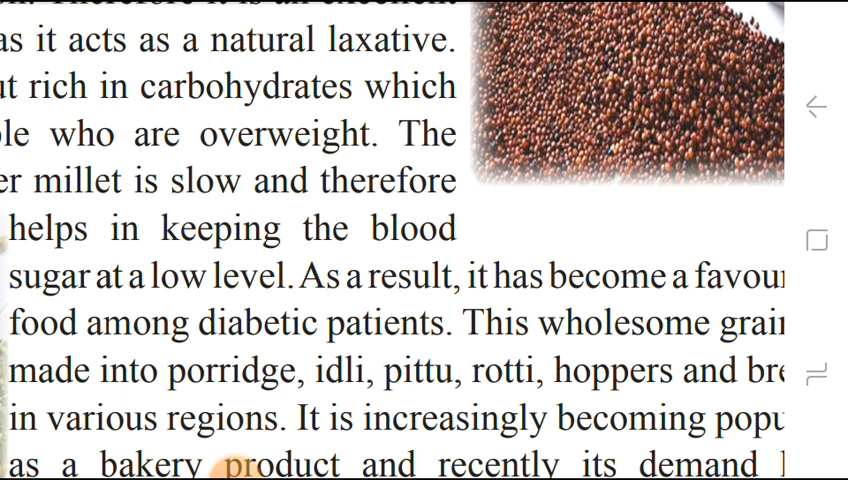 as it acts as a natural laxative.
rich in carbohydrates which
who are overweight. The
millet is slow and therefore
helps in keeping the blood
sugar at a low level. As a result, it has become a
food among diabetic patients. This wholesome
made into porridge, idli, pittu, rotti, hoppers and
in various regions. It is increasingly becoming
as a bakery product and recently its demand